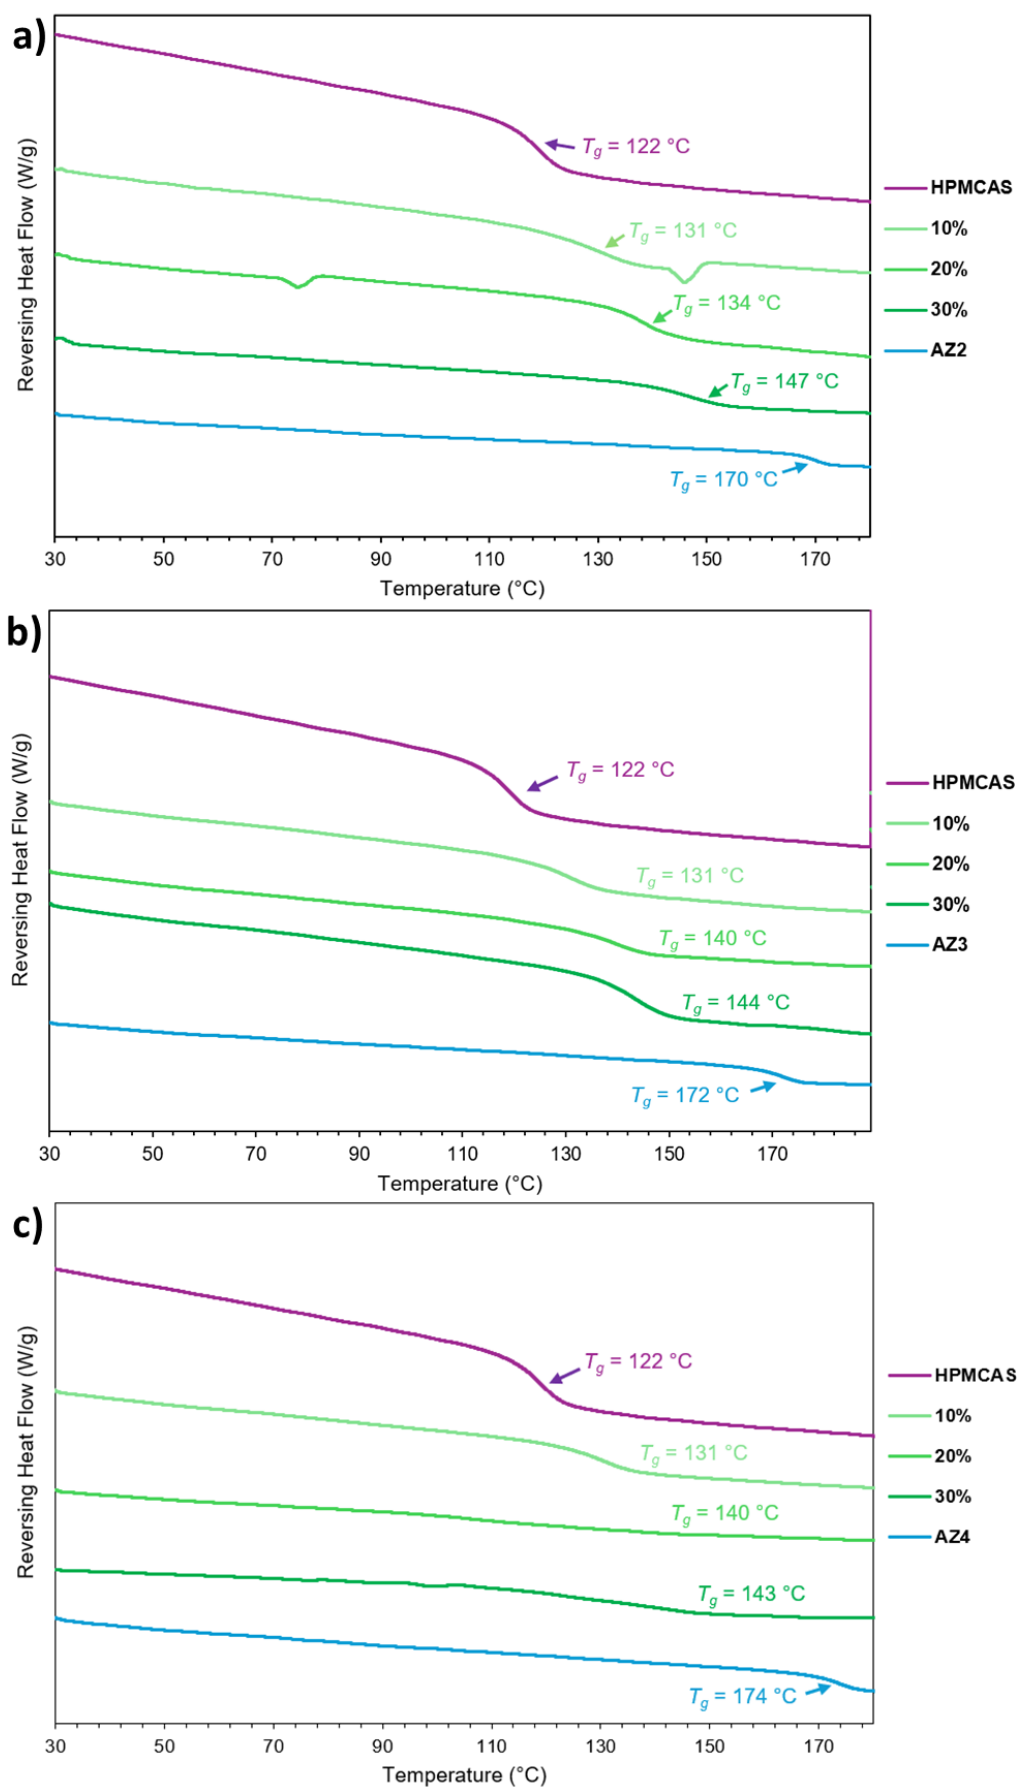 a)
Reversing Heat Flow (W/g)
Tg = 122 °C
Tg = 131 °C
Tg = 134 °C
Tg = 147 °C
Tg = 170 °C
HPMCAS
10%
20%
30%
AZ2
30 50 70 90 110 130 150 170
Temperature (°C)
b)
Reversing Heat Flow (W/g)
Tg = 122 °C
Tg = 131 °C
Tg = 140 °C
Tg = 144 °C
Tg = 172 °C
HPMCAS
10%
20%
30%
AZ3
30 50 70 90 110 130 150 170
Temperature (°C)
c)
Reversing Heat Flow (W/g)
Tg = 122 °C
Tg = 131 °C
Tg = 140 °C
Tg = 143 °C
Tg = 174 °C
HPMCAS
10%
20%
30%
AZ4
30 50 70 90 110 130 150 170
Temperature (°C)